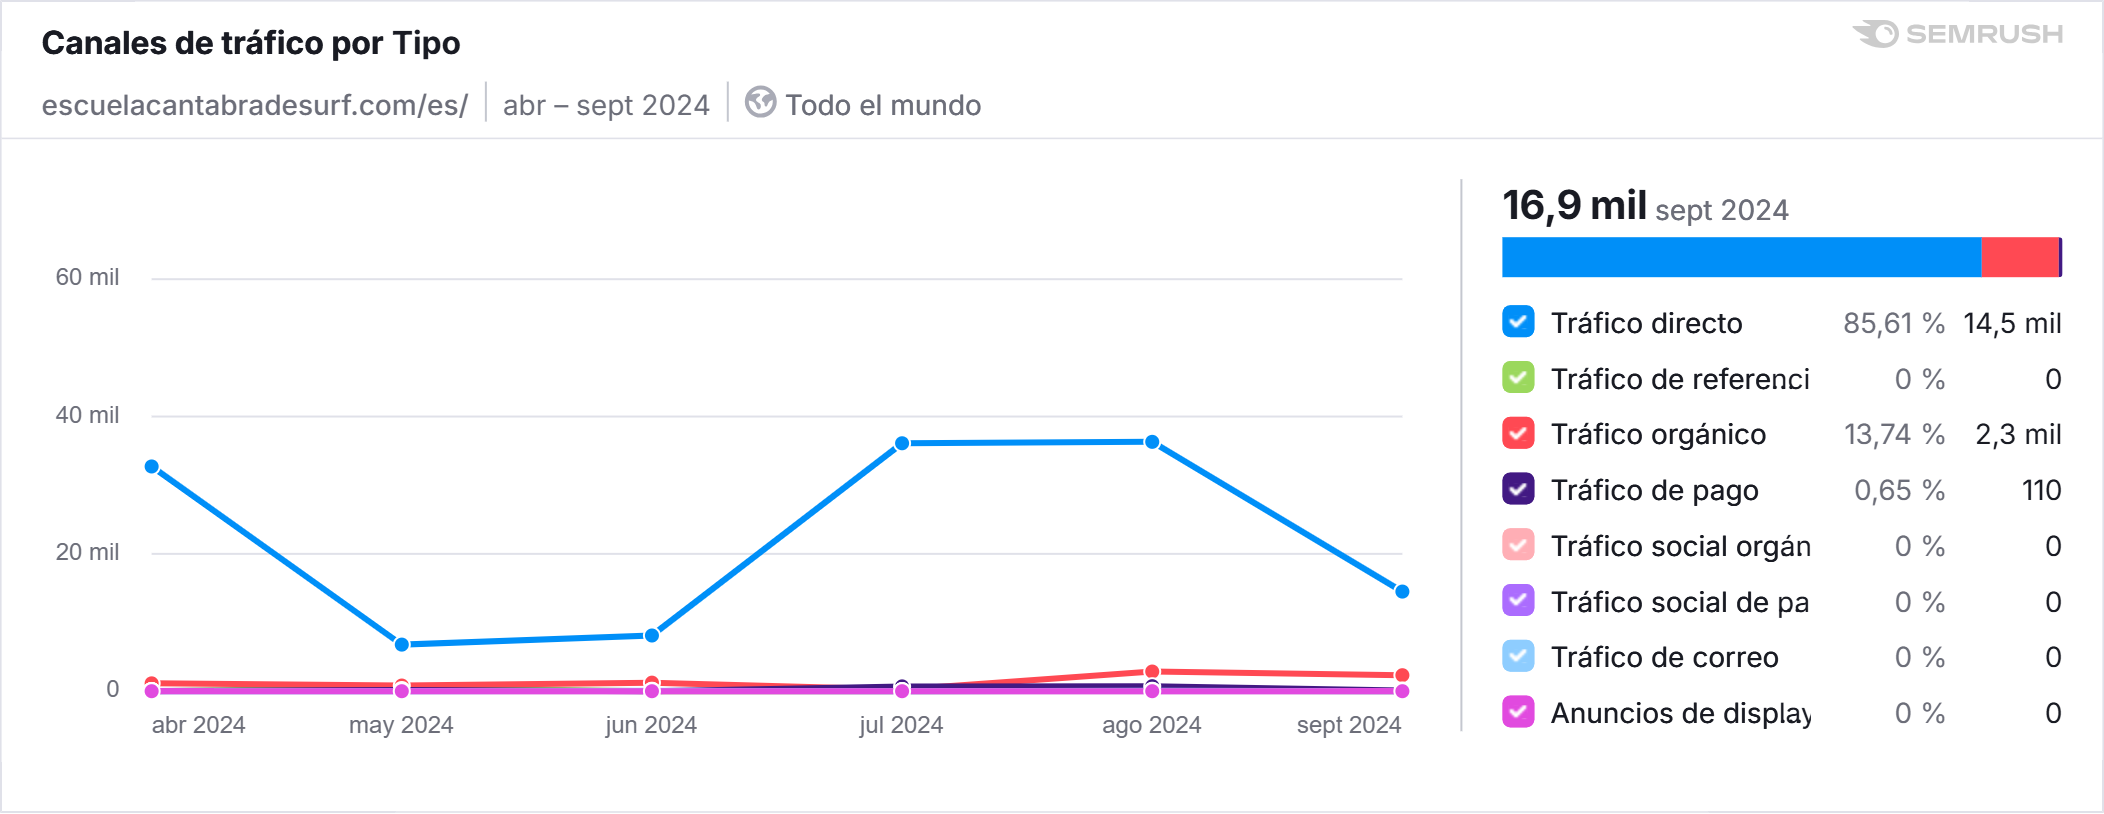 Canales de tráfico por Tipo
SEMRUSH
escuelacantabradesurf.com/es/ abr – sept 2024 Todo el mundo
60 mil
40 mil
20 mil
0
abr 2024 may 2024 jun 2024 jul 2024 ago 2024 sept 2024
16,9 mil sept 2024
Tráfico directo 85,61 % 14,5 mil
Tráfico de referenci 0 % 0
Tráfico orgánico 13,74 % 2,3 mil
Tráfico de pago 0,65 % 110
Tráfico social orgán 0 % 0
Tráfico social de pa 0 % 0
Tráfico de correo 0 % 0
Anuncios de display 0 % 0